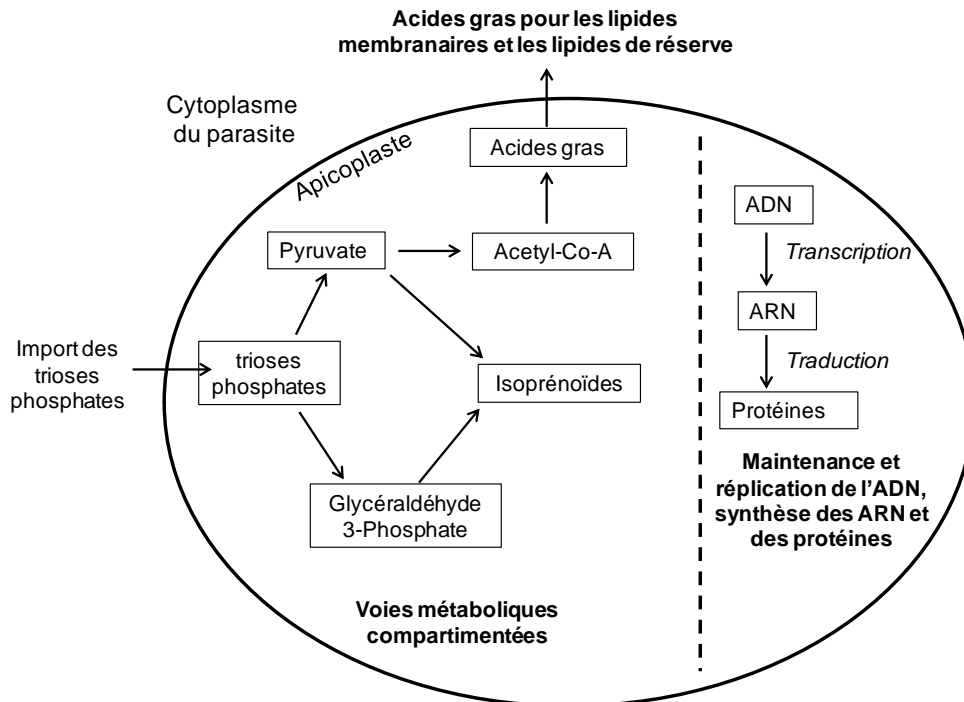 Acides gras pour les lipides
membranaires et les lipides de réserve
Cytoplasme
du parasite
Apicoplaste
Acides gras
ADN
Pyruvate
Acetyl-Co-A
Transcription
ARN
Import des
trioses
phosphates
trioses
phosphates
Isoprénoïdes
Traduction
Protéines
Glycéraldéhyde
3-Phosphate
Maintenance et
réplication de l'ADN,
synthèse des ARN et
des protéines
Voies métaboliques
compartimentées